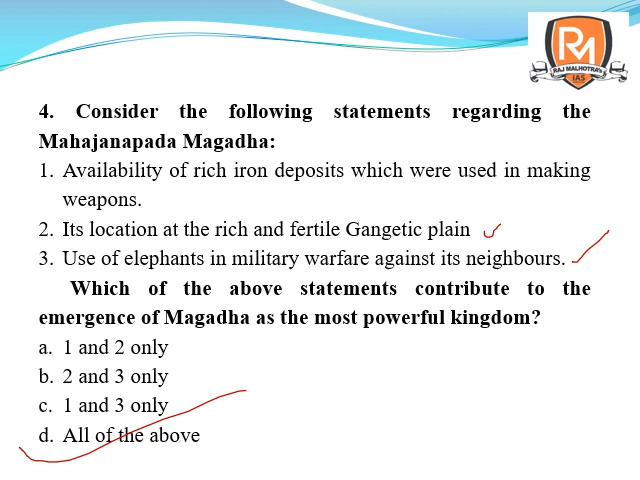 RM
RAJ MALHOTRA'S
IAS
4. Consider the following statements regarding the
Mahajanapada Magadha:
1. Availability of rich iron deposits which were used in making
weapons.
2. Its location at the rich and fertile Gangetic plain
3. Use of elephants in military warfare against its neighbours.
Which of the above statements contribute to the
emergence of Magadha as the most powerful kingdom?
a. 1 and 2 only
b. 2 and 3 only
c. 1 and 3 only
d. All of the above